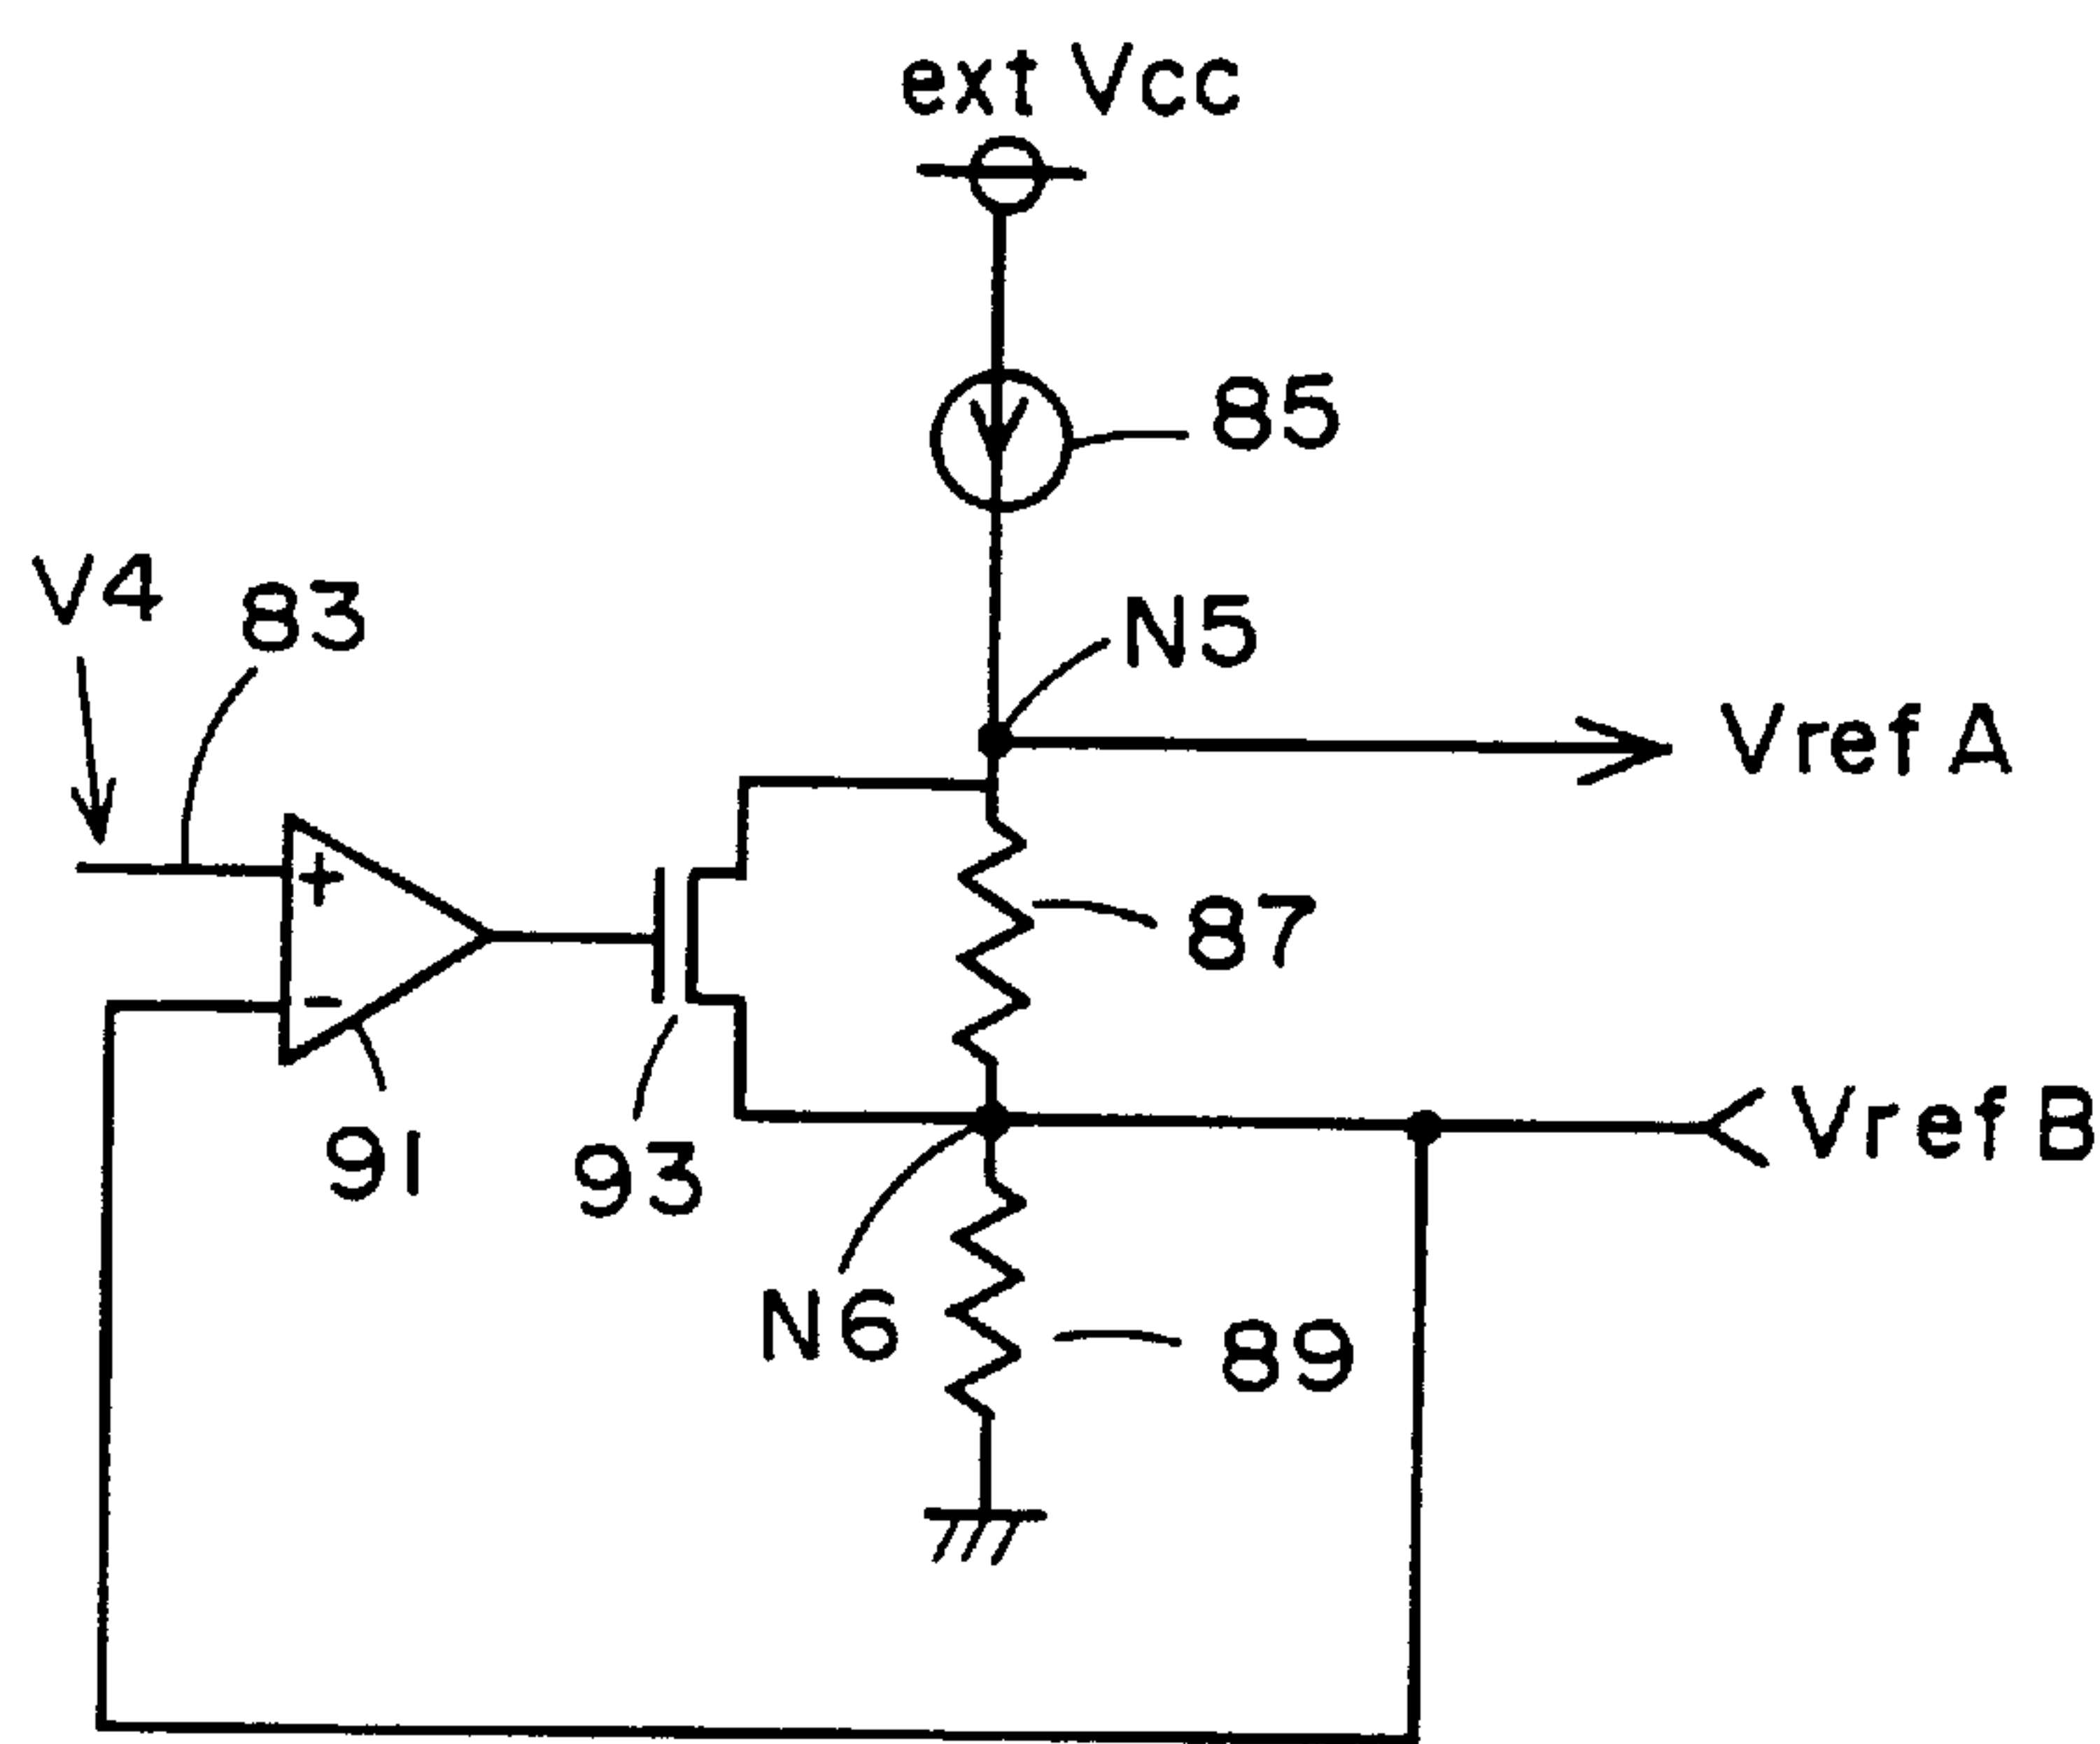 ext Vcc
85
V4
83
N5
Vref A
+
87
-
Vref B
91
93
N6
89